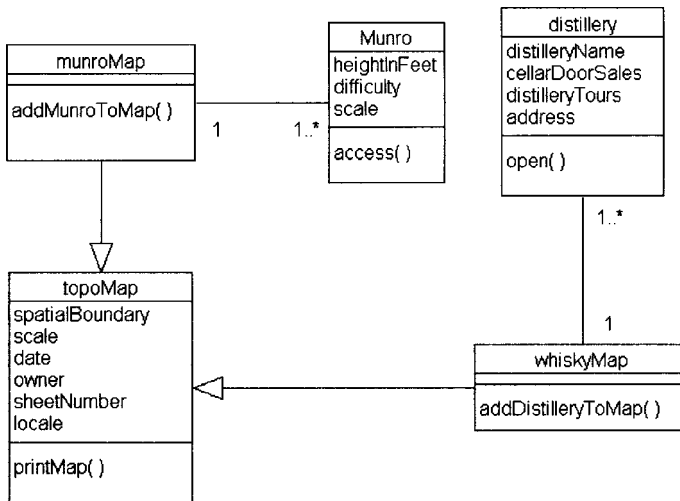 munroMap
addMunroToMap( )
1
1..*
Munro
heightInFeet
difficulty
scale
access( )
distillery
distilleryName
cellarDoorSales
distilleryTours
address
open( )
1..*
1
topoMap
spatialBoundary
scale
date
owner
sheetNumber
locale
printMap( )
whiskyMap
addDistilleryToMap( )